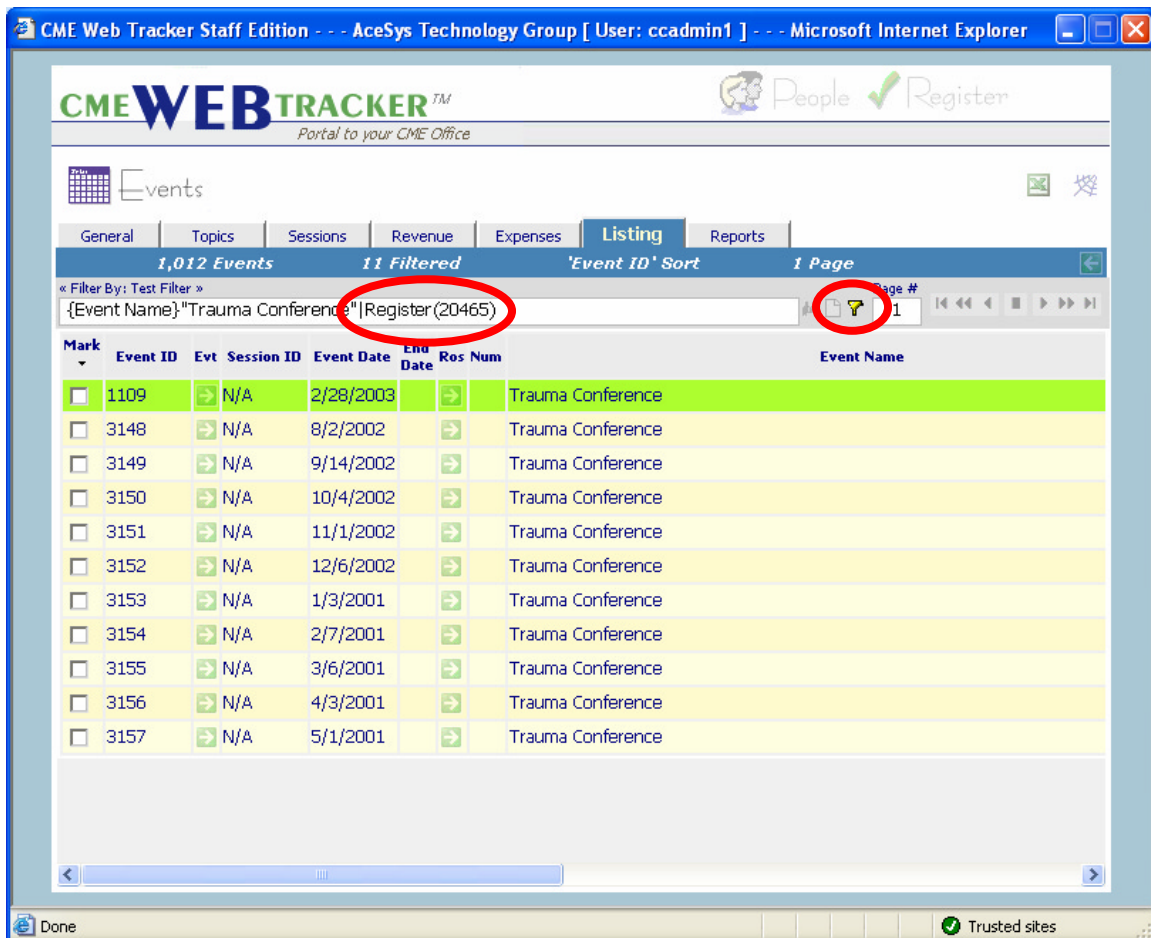 CME Web Tracker Staff Edition - - - AceSys Technology Group [ User: ccadmin1 ] - - - Microsoft Internet Explorer
CMEWEBTRACKER™
People Register
Portal to your CME Office
Events
General Topics Sessions Revenue Expenses Listing Reports
1,012 Events 11 Filtered 'Event ID' Sort 1 Page
« Filter By: Test Filter » Page #
{Event Name}"Trauma Conference"|Register(20465) 1
Mark Event ID Evt Session ID Event Date End Date Ros Num Event Name
1109 N/A 2/28/2003 Trauma Conference
3148 N/A 8/2/2002 Trauma Conference
3149 N/A 9/14/2002 Trauma Conference
3150 N/A 10/4/2002 Trauma Conference
3151 N/A 11/1/2002 Trauma Conference
3152 N/A 12/6/2002 Trauma Conference
3153 N/A 1/3/2001 Trauma Conference
3154 N/A 2/7/2001 Trauma Conference
3155 N/A 3/6/2001 Trauma Conference
3156 N/A 4/3/2001 Trauma Conference
3157 N/A 5/1/2001 Trauma Conference
Done Trusted sites